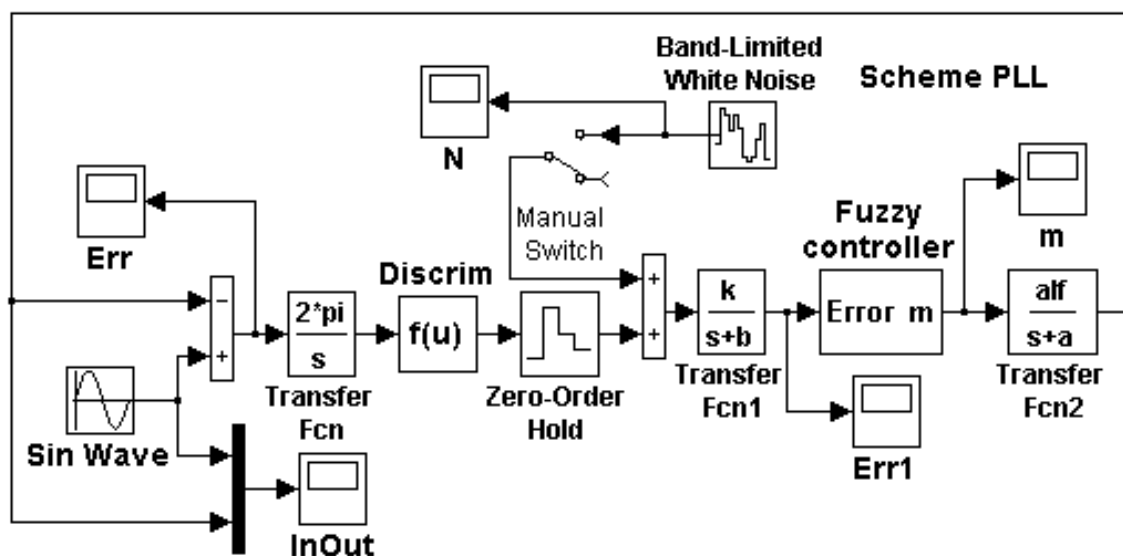 Band-Limited
White Noise
Scheme PLL
N
Err
Manual
Switch
Fuzzy
controller
m
Discrim
−
+
2*pi
s
f(u)
+
+
k
s+b
Error m
alf
s+a
Transfer
Fcn
Zero-Order
Hold
Transfer
Fcn1
Transfer
Fcn2
Sin Wave
Err1
InOut